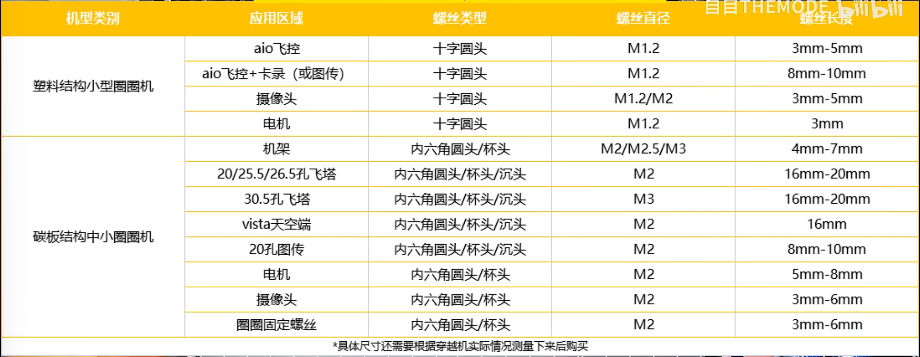 自目THEMODE bilibili
机型类别 应用区域 螺丝类型 螺丝直径 螺丝长度
塑料结构小型圈圈机
aio飞控 十字圆头 M1.2 3mm-5mm
aio飞控+卡录（或图传） 十字圆头 M1.2 8mm-10mm
摄像头 十字圆头 M1.2/M2 3mm-5mm
电机 十字圆头 M1.2 3mm
碳板结构中小圈圈机
机架 内六角圆头/杯头 M2/M2.5/M3 4mm-7mm
20/25.5/26.5孔飞塔 内六角圆头/杯头/沉头 M2 16mm-20mm
30.5孔飞塔 内六角圆头/杯头/沉头 M3 16mm-20mm
vista天空端 内六角圆头/杯头/沉头 M2 16mm
20孔图传 内六角圆头/杯头/沉头 M2 8mm-10mm
电机 内六角圆头/杯头 M2 5mm-8mm
摄像头 内六角圆头/杯头 M2 3mm-6mm
圈圈固定螺丝 内六角圆头/杯头 M2 3mm-6mm
*具体尺寸还需要根据穿越机实际情况测量下来后购买